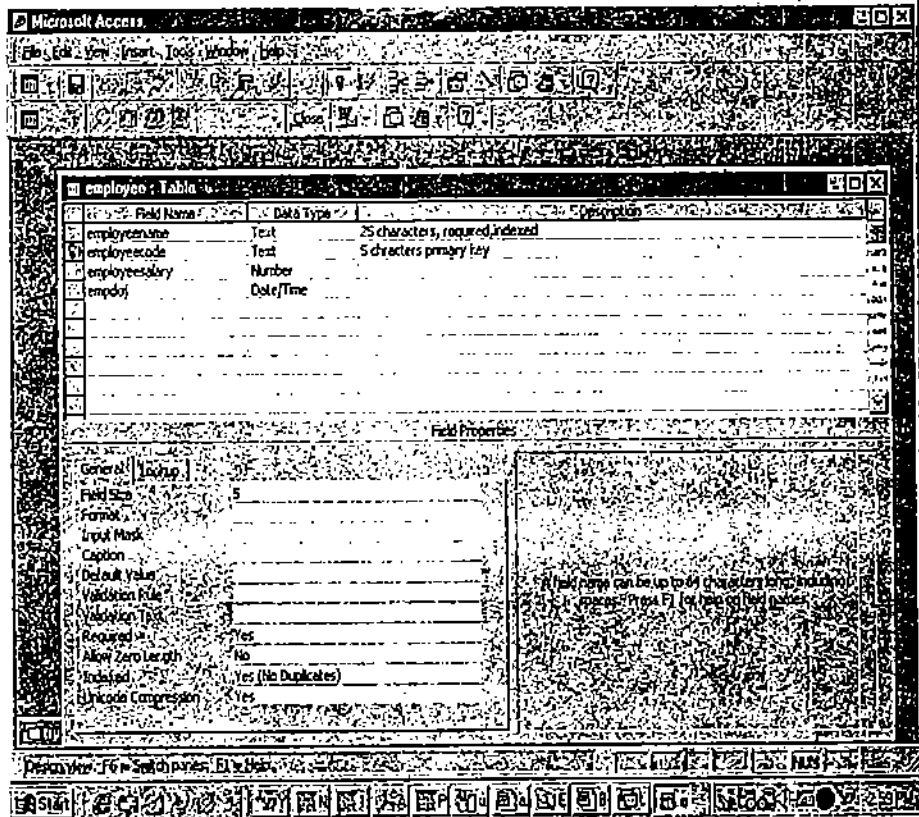 Microsoft Access
File Edit View Insert Tools Window Help
Close
employee : Table
Field Name Data Type Description
employeename Text 25 characters, required,indexed
employeecode Text 5 chracters primary key
employeesalary Number
empdoj Date/Time
Field Properties
General Lookup
Field Size 5
Format
Input Mask
Caption
Default Value
Validation Rule
Validation Text
Required Yes
Allow Zero Length No
Indexed Yes (No Duplicates)
Unicode Compression Yes
A field name can be up to 64 characters long, including
spaces. Press F1 for help on field names.
Design view. F6 = Switch panes. F1 = Help.
NUM
Start